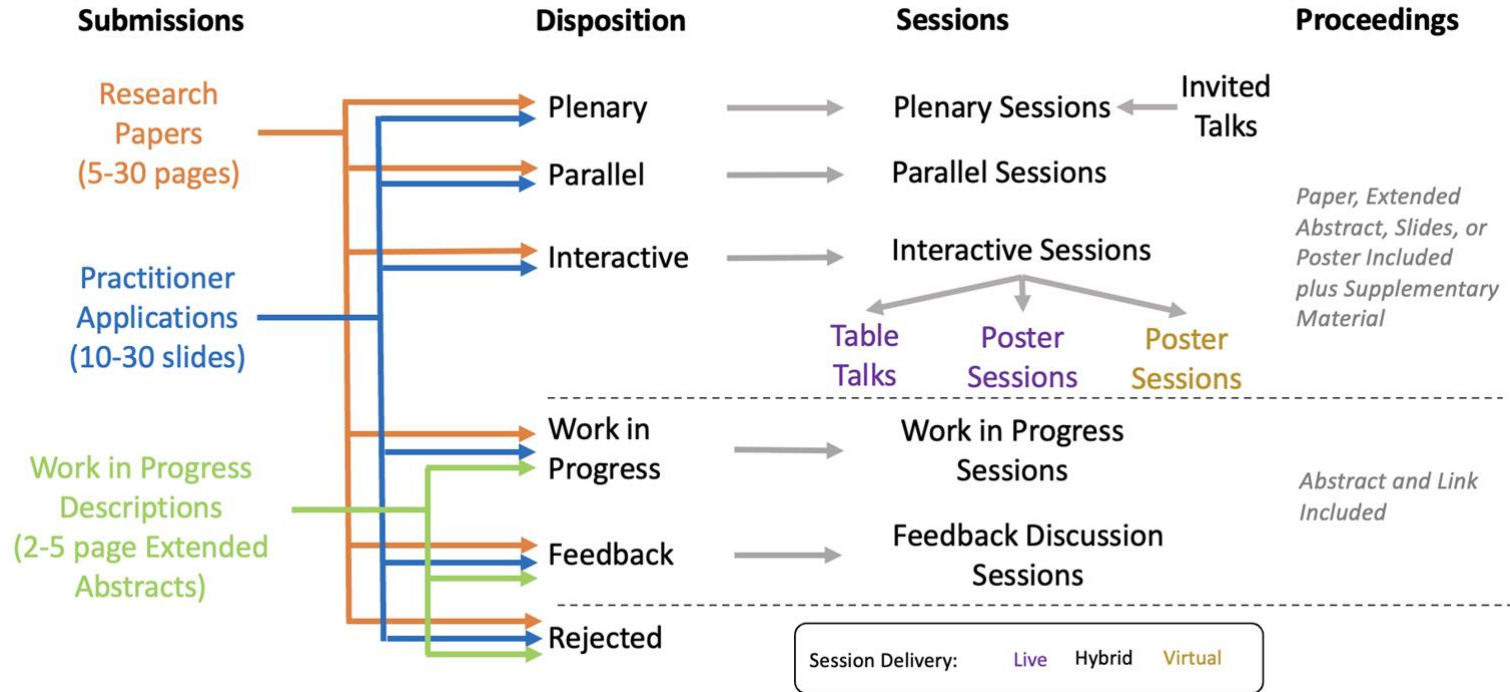 Submissions
Disposition
Sessions
Proceedings
Research
Papers
(5-30 pages)
Practitioner
Applications
(10-30 slides)
Work in Progress
Descriptions
(2-5 page Extended
Abstracts)
Plenary
Parallel
Interactive
Work in
Progress
Feedback
Rejected
Plenary Sessions
Invited
Talks
Parallel Sessions
Interactive Sessions
Table
Talks
Poster
Sessions
Poster
Sessions
Work in Progress
Sessions
Feedback Discussion
Sessions
Paper, Extended
Abstract, Slides, or
Poster Included
plus Supplementary
Material
Abstract and Link
Included
Session Delivery: Live Hybrid Virtual